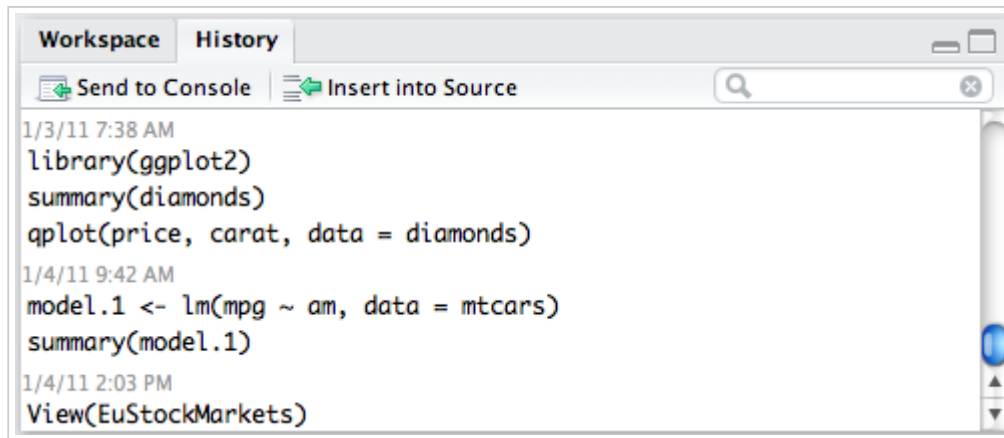 Workspace History
Send to Console Insert into Source
1/3/11 7:38 AM
library(ggplot2)
summary(diamonds)
qplot(price, carat, data = diamonds)
1/4/11 9:42 AM
model.1 <- lm(mpg ~ am, data = mtcars)
summary(model.1)
1/4/11 2:03 PM
View(EuStockMarkets)